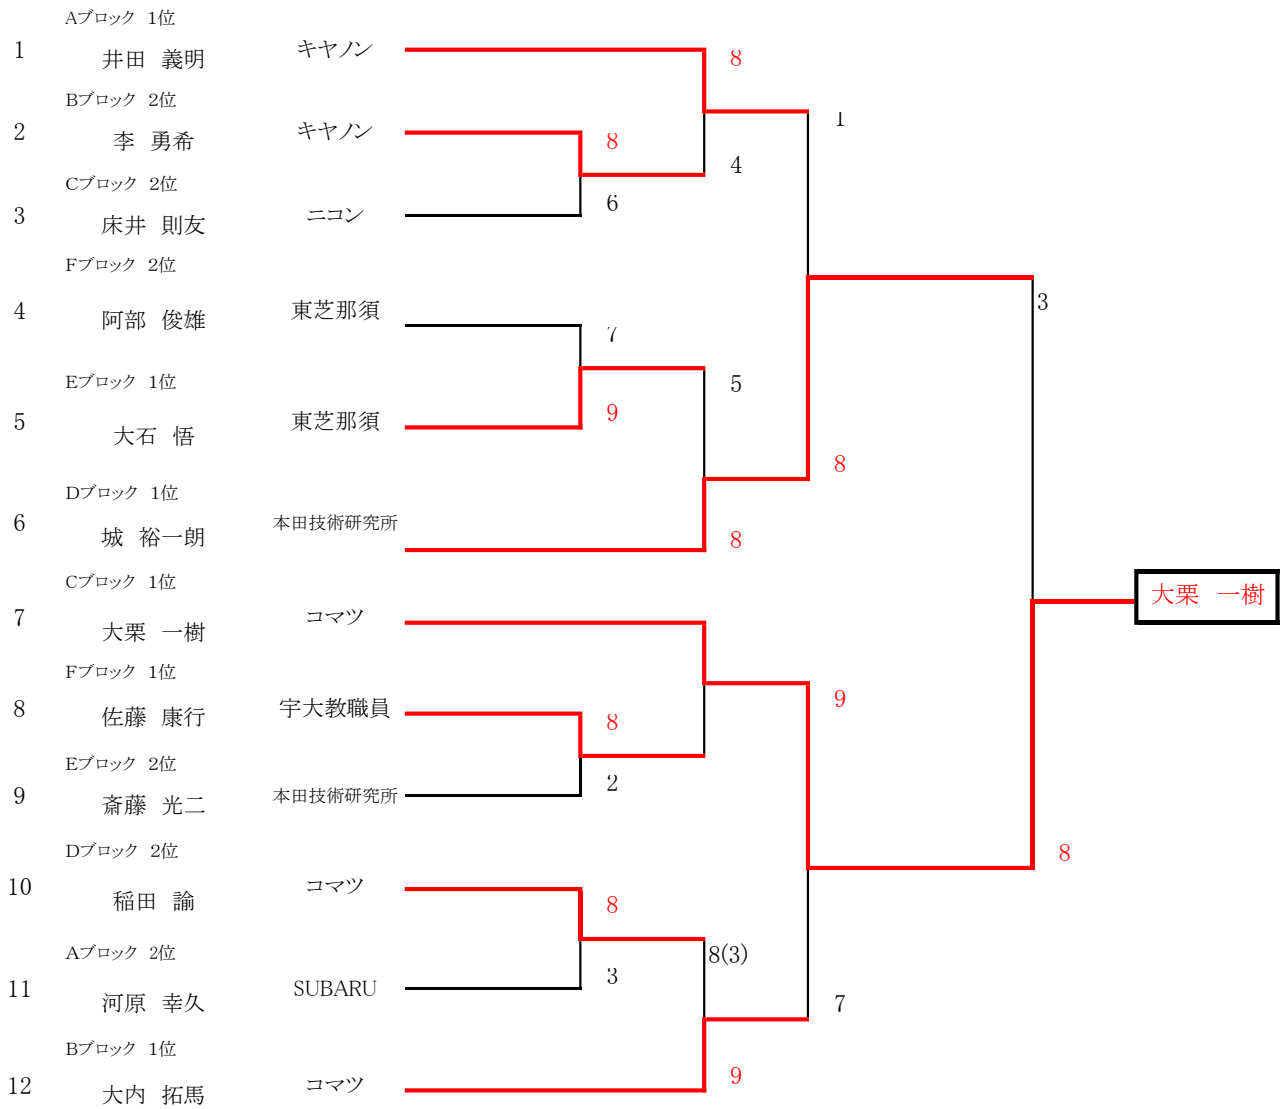 Aブロック 1位
1 井田 義明 キヤノン 8
Bブロック 2位 1
2 李 勇希 キヤノン 8
4
Cブロック 2位 6
3 床井 則友 ニコン
Fブロック 2位
3
4 阿部 俊雄 東芝那須 7
Eブロック 1位 5
5 大石 悟 東芝那須 9
8
Dブロック 1位
6 城 裕一朗 本田技術研究所 8
Cブロック 1位
大栗 一樹
7 大栗 一樹 コマツ
Fブロック 1位 9
8 佐藤 康行 宇大教職員 8
Eブロック 2位 2
9 斎藤 光二 本田技術研究所
Dブロック 2位 8
10 稲田 諭 コマツ 8
Aブロック 2位 8(3)
3
11 河原 幸久 SUBARU 7
Bブロック 1位
9
12 大内 拓馬 コマツ